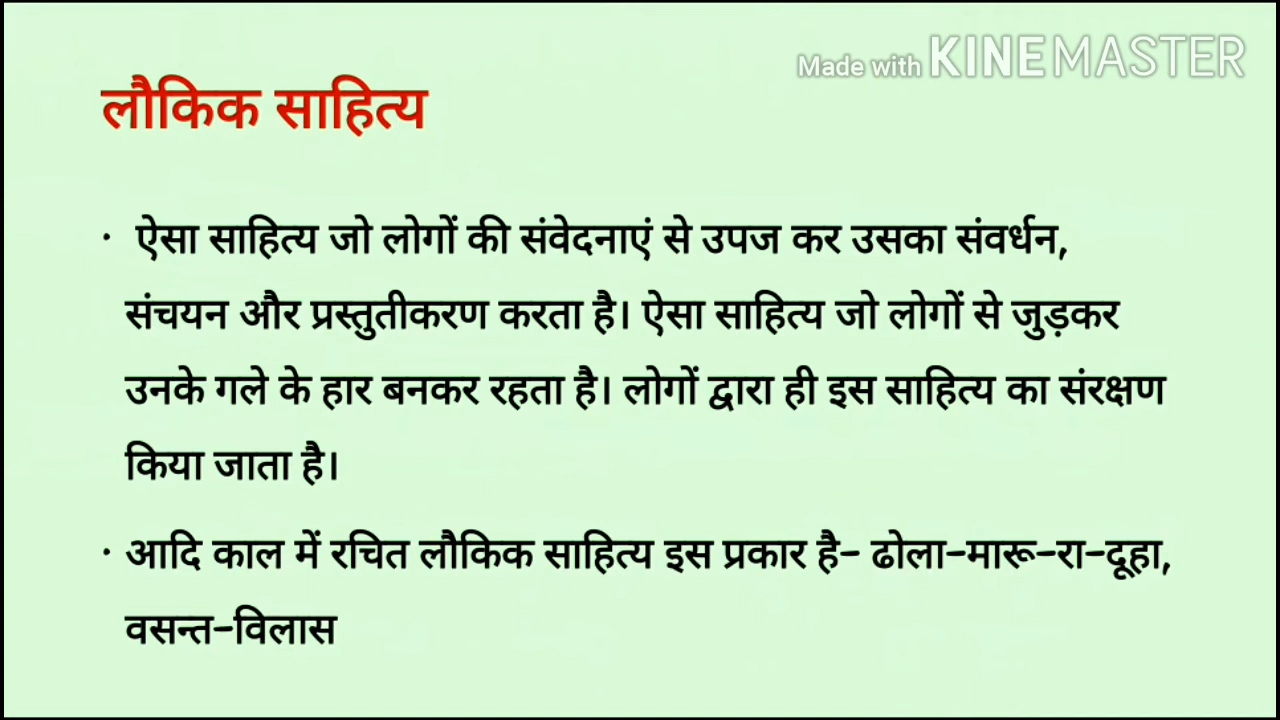 Made with KINEMASTER
लौकिक साहित्य
· ऐसा साहित्य जो लोगों की संवेदनाएं से उपज कर उसका संवर्धन,
संचयन और प्रस्तुतीकरण करता है। ऐसा साहित्य जो लोगों से जुड़कर
उनके गले के हार बनकर रहता है। लोगों द्वारा ही इस साहित्य का संरक्षण
किया जाता है।
· आदि काल में रचित लौकिक साहित्य इस प्रकार है- ढोला-मारू-रा-दूहा,
वसन्त-विलास